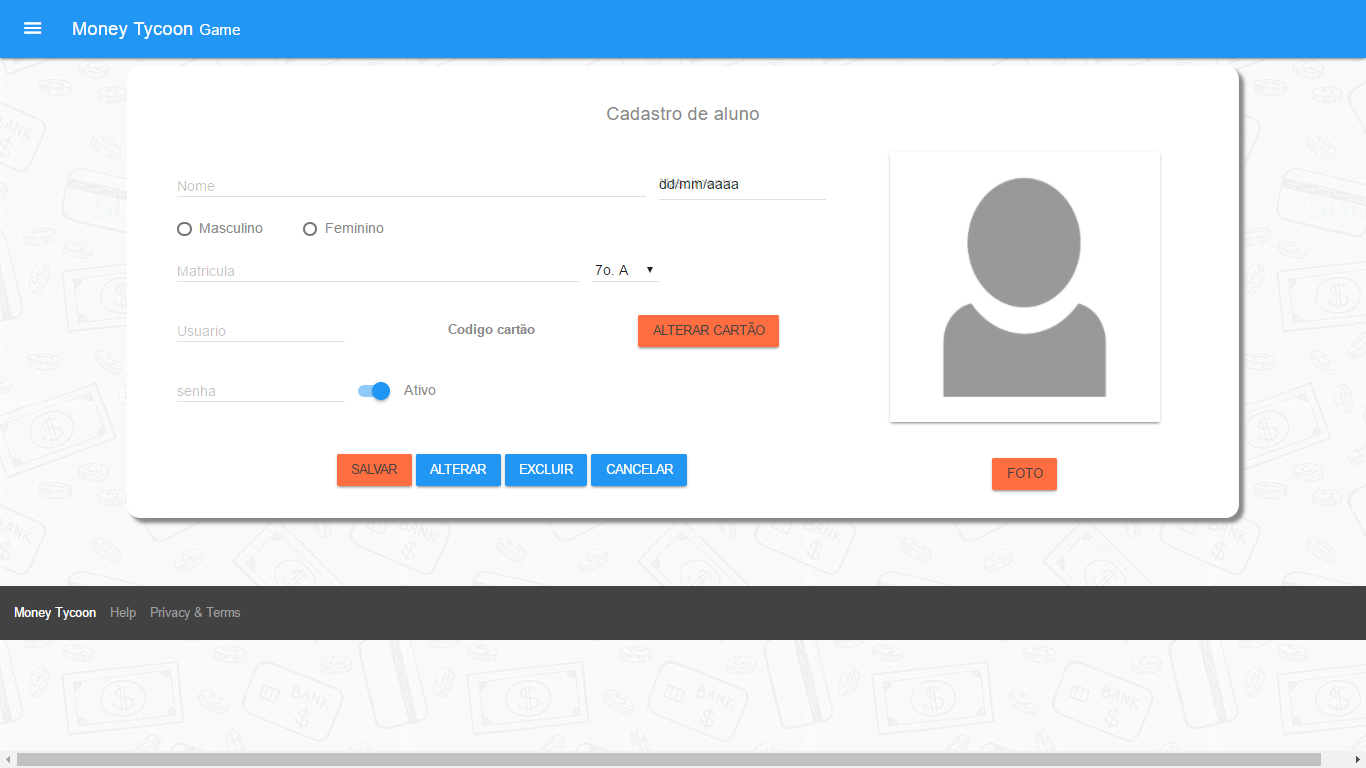 Money Tycoon Game
Cadastro de aluno
Nome
dd/mm/aaaa
Masculino Feminino
Matricula 7o. A
Usuario Codigo cartão ALTERAR CARTÃO
senha Ativo
SALVAR ALTERAR EXCLUIR CANCELAR
FOTO
Money Tycoon Help Privacy & Terms